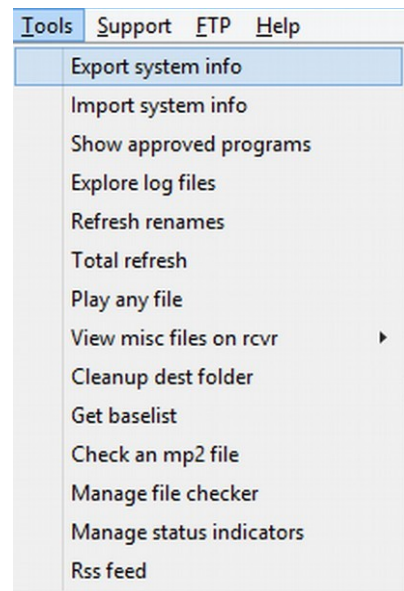 Tools Support FTP Help
Export system info
Import system info
Show approved programs
Explore log files
Refresh renames
Total refresh
Play any file
View misc files on rcvr
Cleanup dest folder
Get baselist
Check an mp2 file
Manage file checker
Manage status indicators
Rss feed